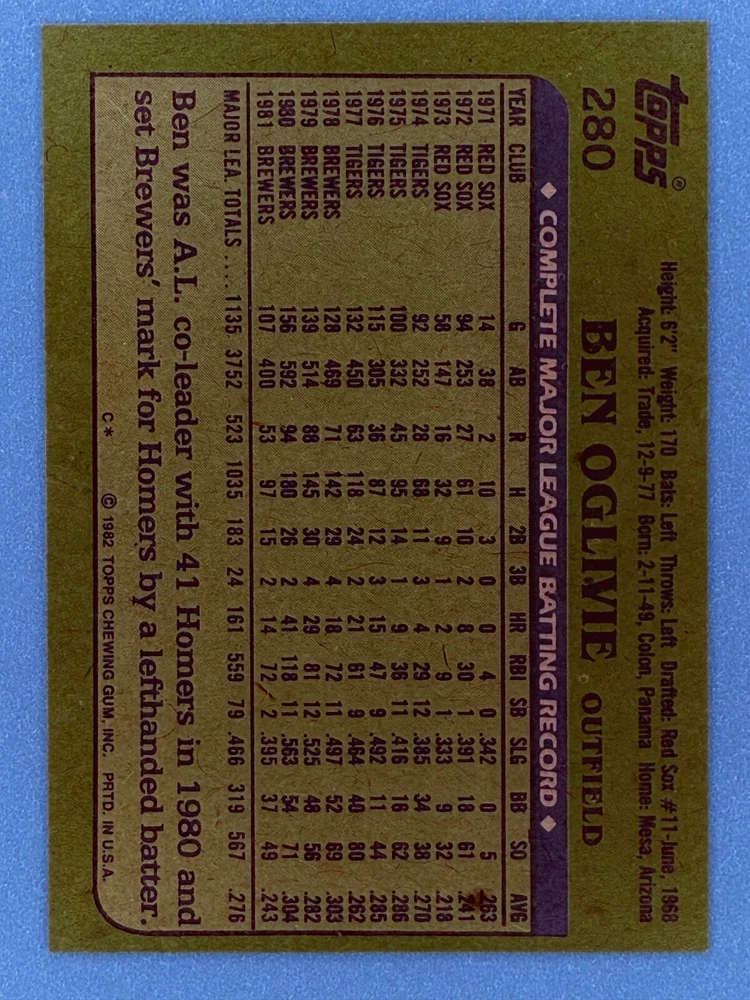 topps®
280
Height: 6'2" Weight: 170 Bats: Left Throws: Left Drafted: Red Sox #11-June, 1968
Acquired: Trade, 12-9-77 Born: 2-11-49, Colon, Panama Home: Mesa, Arizona
BEN OGLIVIE OUTFIELD
◆ COMPLETE MAJOR LEAGUE BATTING RECORD ◆
YEAR CLUB G AB R H 2B 3B HR RBI SB SLG BB SO AVG
1971 RED SOX 14 38 2 10 3 0 0 4 0 .342 0 5 .263
1972 RED SOX 94 253 27 61 10 2 8 30 1 .391 18 61 .241
1973 RED SOX 58 147 16 32 9 1 2 9 1 .333 9 32 .218
1974 TIGERS 92 252 28 68 11 3 4 29 12 .385 34 38 .270
1975 TIGERS 100 332 45 95 14 1 9 36 11 .416 16 62 .286
1976 TIGERS 115 305 36 87 12 3 15 47 9 .492 11 44 .285
1977 TIGERS 132 450 63 118 24 2 21 61 9 .464 40 80 .262
1978 BREWERS 128 469 71 142 29 4 18 72 11 .497 52 69 .303
1979 BREWERS 139 514 88 145 30 4 29 81 12 .525 48 56 .282
1980 BREWERS 156 592 94 180 26 2 41 118 11 .563 54 71 .304
1981 BREWERS 107 400 53 97 15 2 14 72 2 .395 37 49 .243
MAJOR LEA. TOTALS .... 1135 3752 523 1035 183 24 161 559 79 .466 319 567 .276
Ben was A.L. co-leader with 41 Homers in 1980 and
set Brewers' mark for Homers by a lefthanded batter.
C* © 1982 TOPPS CHEWING GUM, INC. PRTD. IN U.S.A.